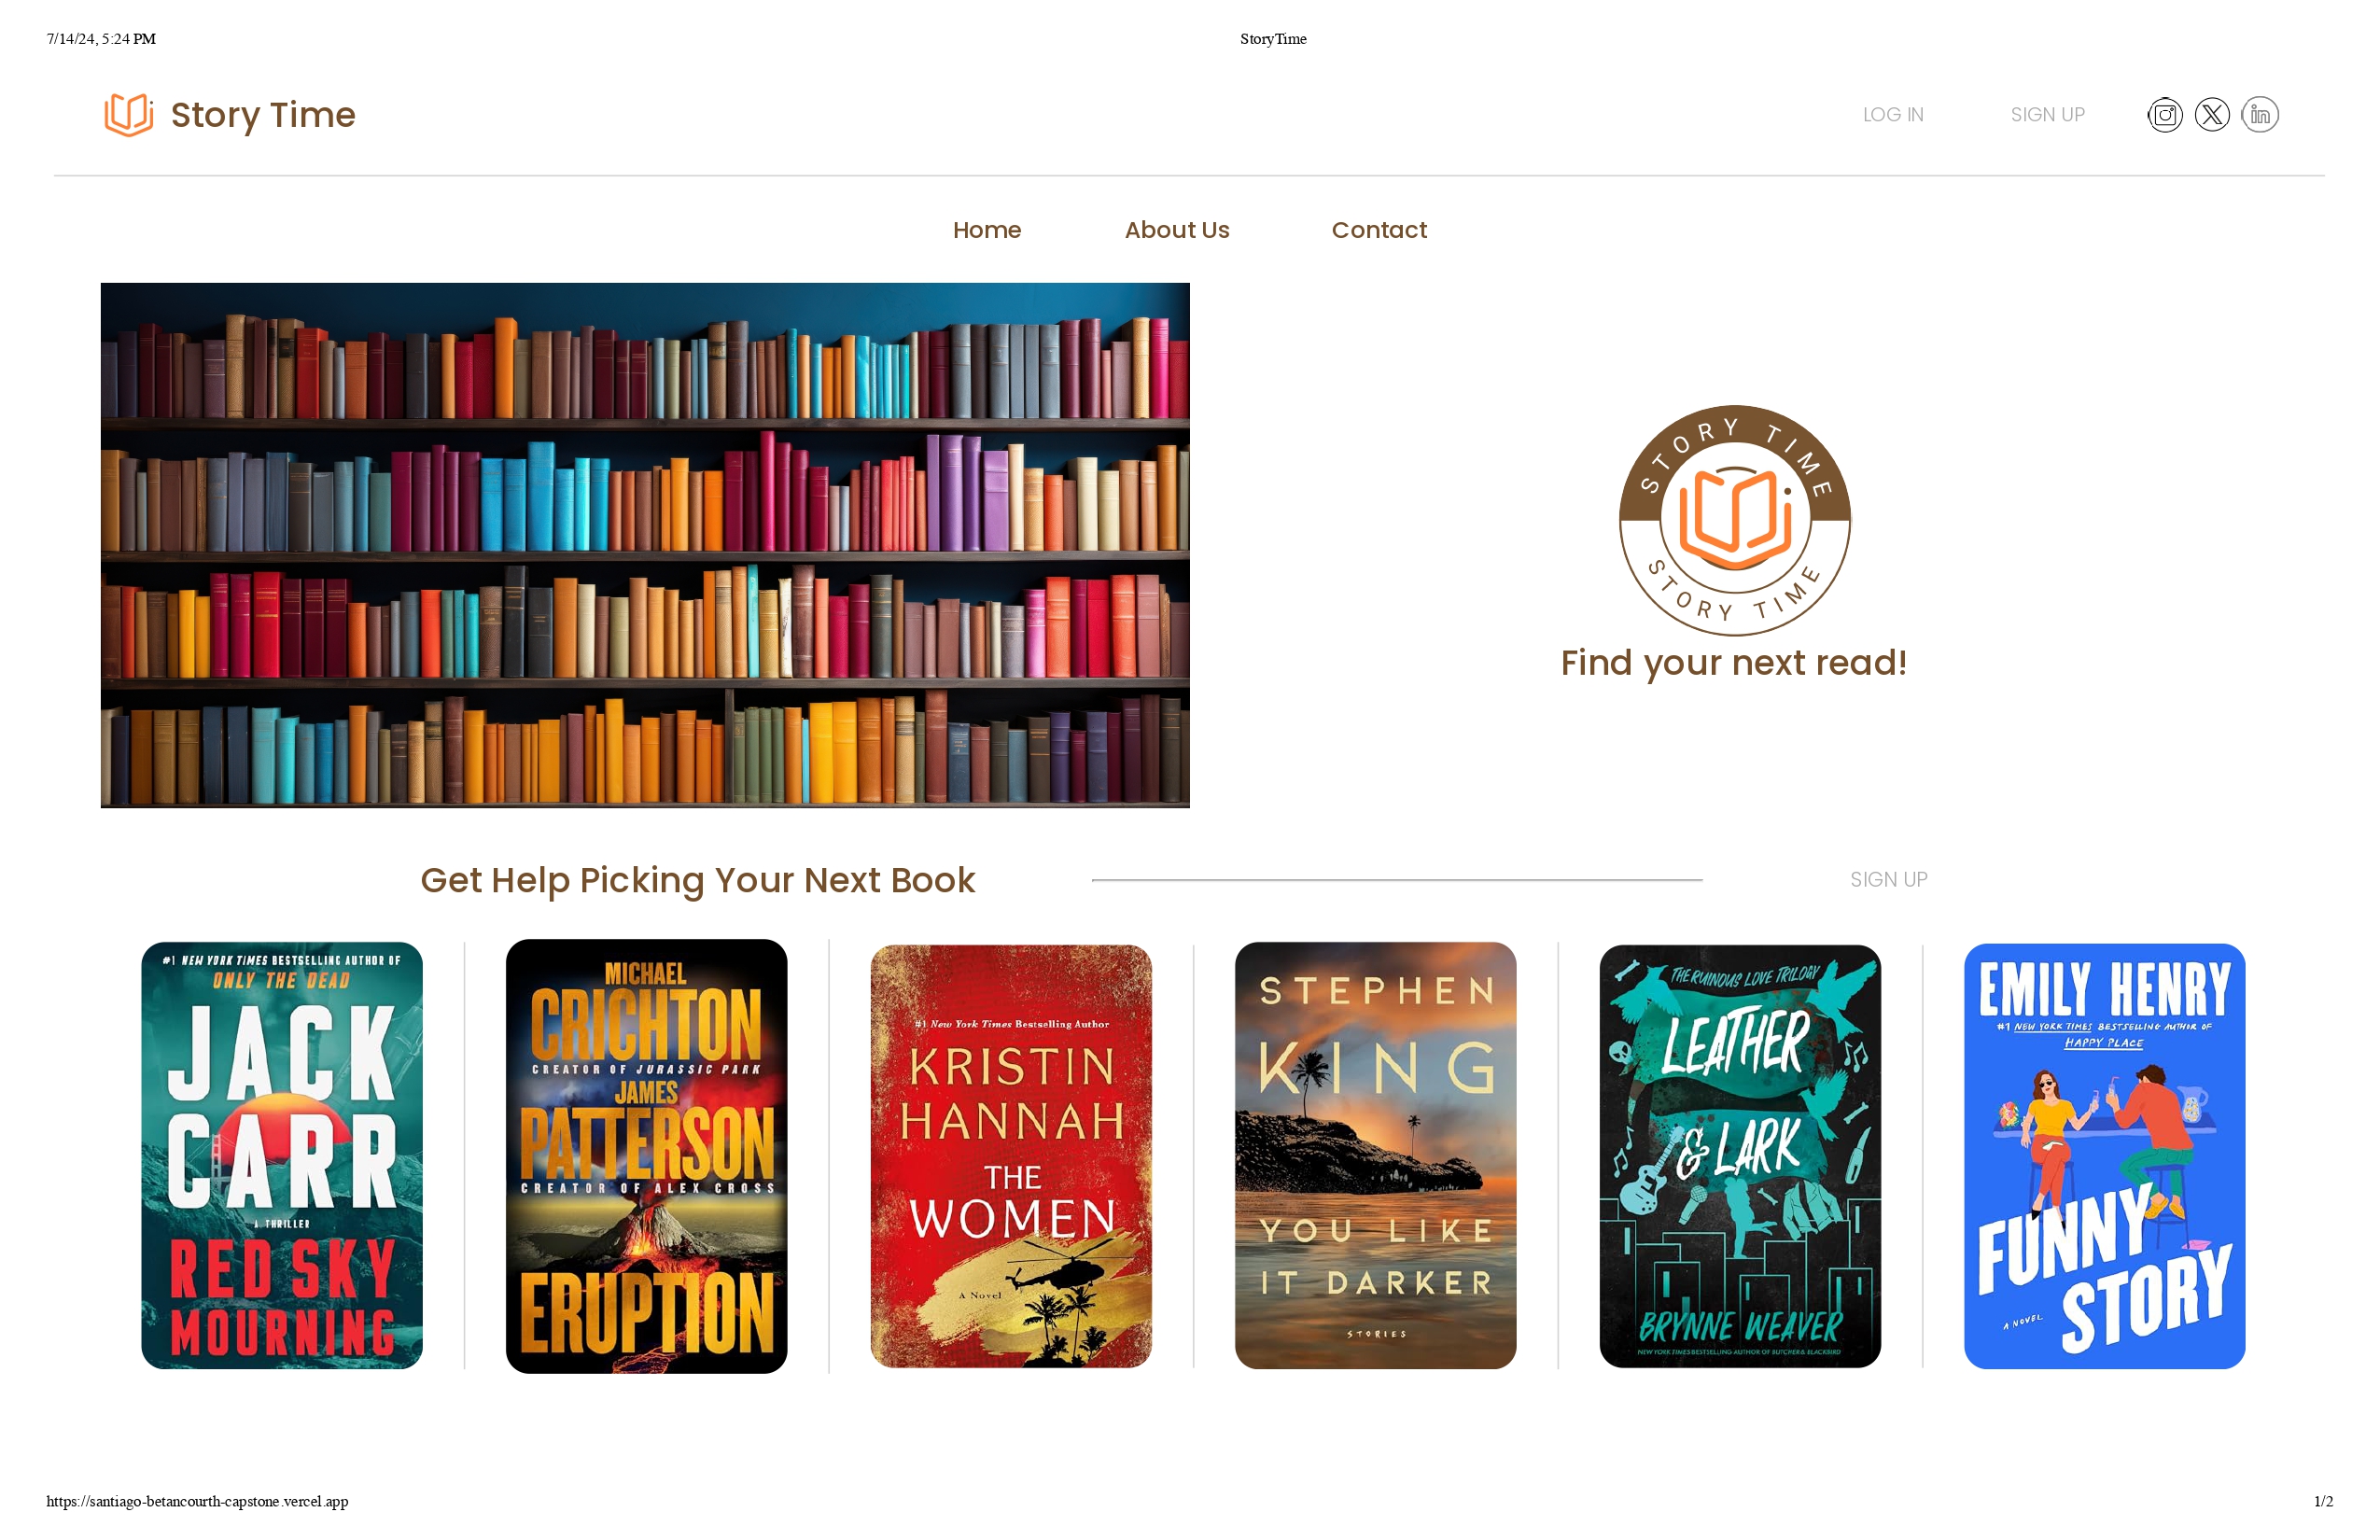 7/14/24, 5:24 PM
StoryTime
Story Time
LOG IN
SIGN UP
Home
About Us
Contact
STORY TIME
STORY TIME
Find your next read!
Get Help Picking Your Next Book
SIGN UP
#1 NEW YORK TIMES BESTSELLING AUTHOR OF
ONLY THE DEAD
JACK
CARR
A THRILLER
RED SKY
MOURNING
MICHAEL
CRICHTON
CREATOR OF JURASSIC PARK
JAMES
PATTERSON
CREATOR OF ALEX CROSS
ERUPTION
#1 New York Times Bestselling Author
KRISTIN
HANNAH
THE
WOMEN
A Novel
STEPHEN
KING
YOU LIKE
IT DARKER
STORIES
THE RUINOUS LOVE TRILOGY
LEATHER
& LARK
BRYNNE WEAVER
NEW YORK TIMES BESTSELLING AUTHOR OF BUTCHER & BLACKBIRD
EMILY HENRY
#1 NEW YORK TIMES BESTSELLING AUTHOR OF
HAPPY PLACE
FUNNY
STORY
A NOVEL
https://santiago-betancourth-capstone.vercel.app
1/2